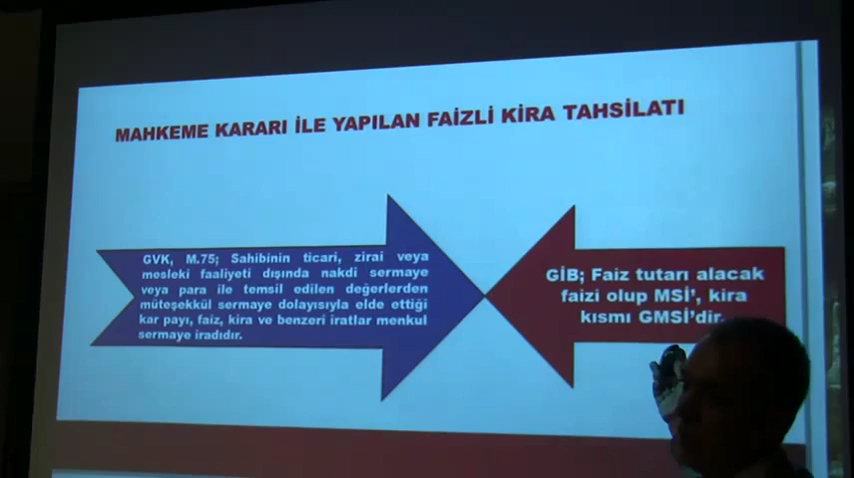 MAHKEME KARARI İLE YAPILAN FAİZLİ KİRA TAHSİLATI
GVK, M.75; Sahibinin ticari, zirai veya
mesleki faaliyeti dışında nakdi sermaye
veya para ile temsil edilen değerlerden
müteşekkül sermaye dolayısıyla elde ettiği
kar payı, faiz, kira ve benzeri iratlar menkul
sermaye iradıdır.
GİB; Faiz tutarı alacak
faizi olup MSİ', kira
kısmı GMSİ'dir.